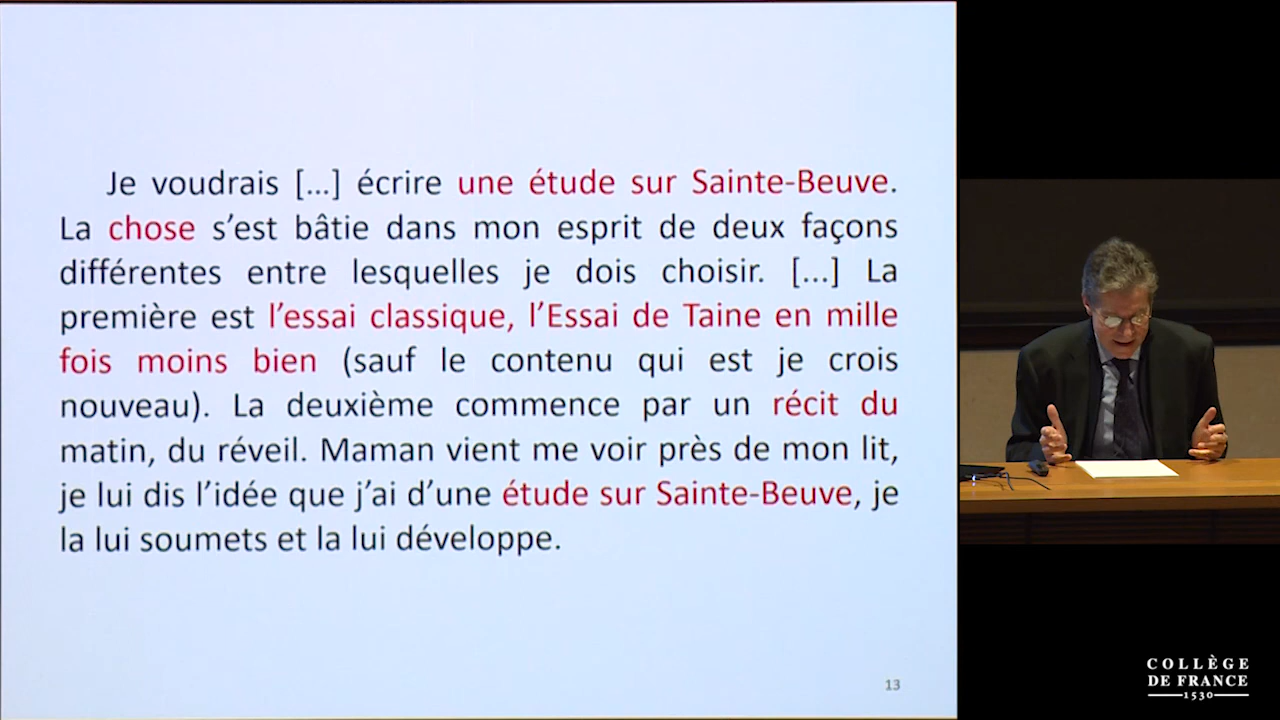 Je voudrais [...] écrire une étude sur Sainte-Beuve.
La chose s’est bâtie dans mon esprit de deux façons
différentes entre lesquelles je dois choisir. [...] La
première est l’essai classique, l’Essai de Taine en mille
fois moins bien (sauf le contenu qui est je crois
nouveau). La deuxième commence par un récit du
matin, du réveil. Maman vient me voir près de mon lit,
je lui dis l’idée que j’ai d’une étude sur Sainte-Beuve, je
la lui soumets et la lui développe.
13
COLLÈGE
DE FRANCE
1530